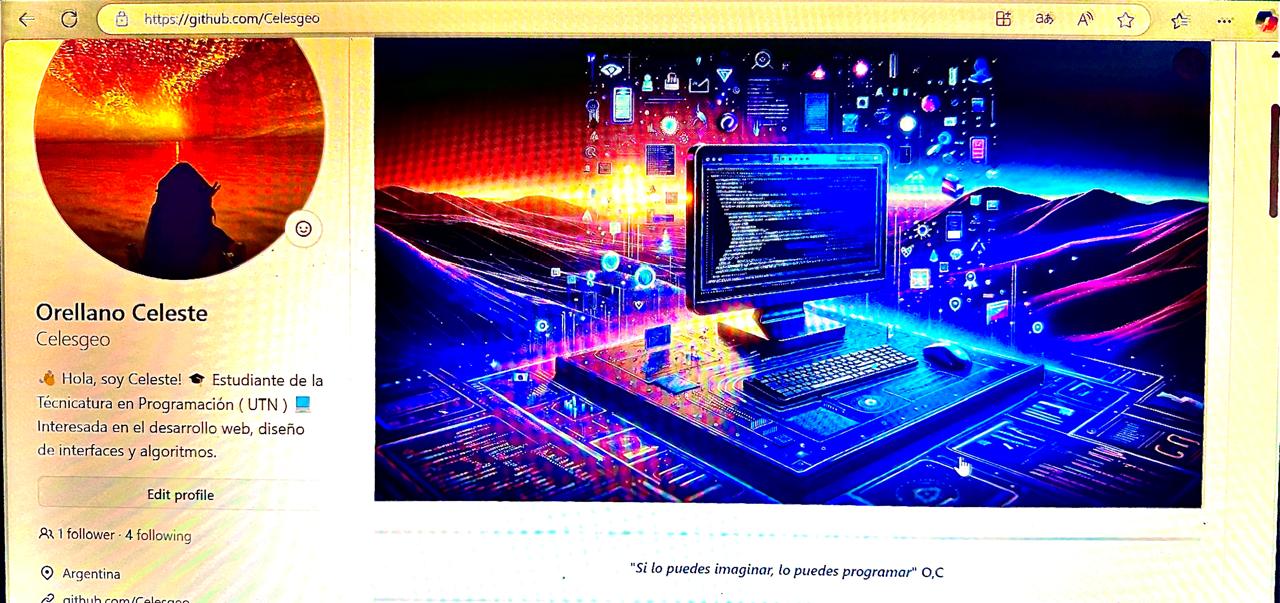 https://github.com/Celesgeo
Orellano Celeste
Celesgeo
👋 Hola, soy Celeste! 🎓 Estudiante de la
Técnicatura en Programación ( UTN ) 💻
Interesada en el desarrollo web, diseño
de interfaces y algoritmos.
Edit profile
1 follower · 4 following
Argentina
github.com/Celesgeo
"Si lo puedes imaginar, lo puedes programar" O,C